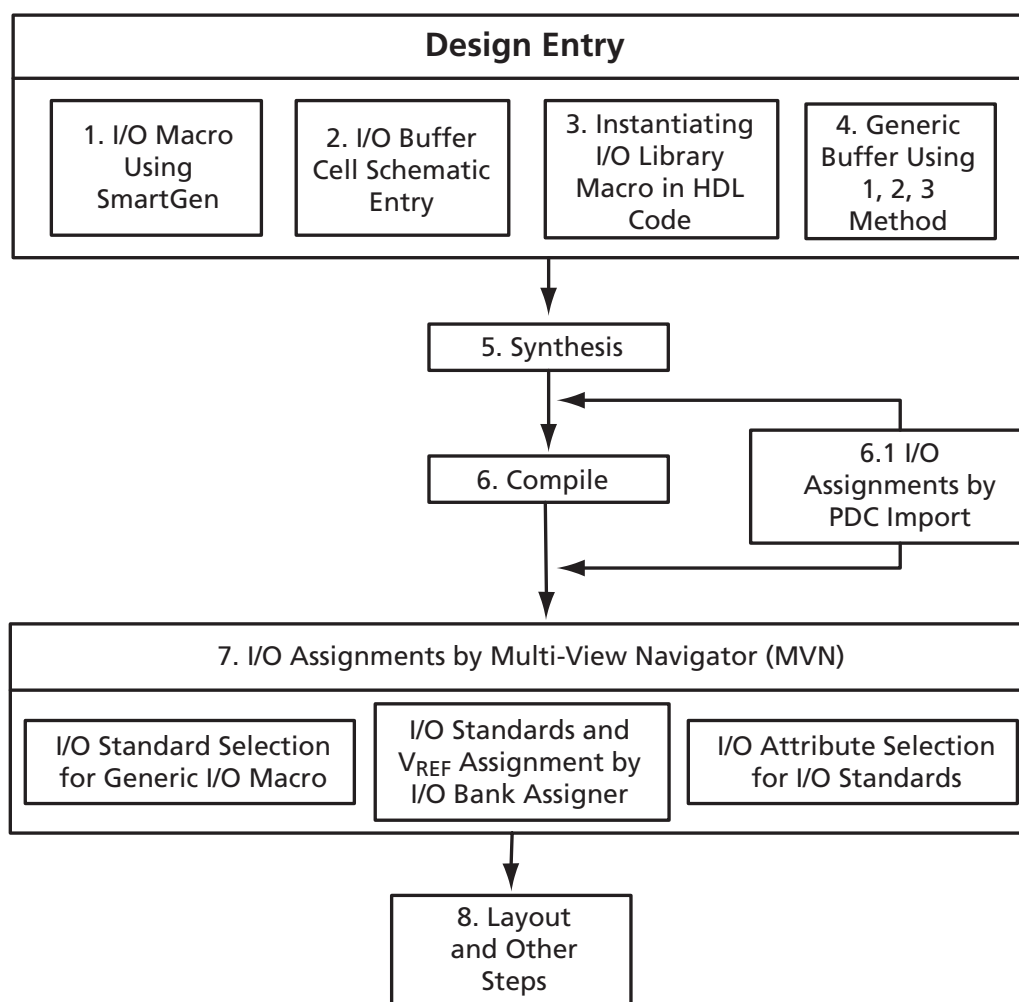 Design Entry
1. I/O Macro
Using
SmartGen
2. I/O Buffer
Cell Schematic
Entry
3. Instantiating
I/O Library
Macro in HDL
Code
4. Generic
Buffer Using
1, 2, 3
Method
5. Synthesis
6. Compile
6.1 I/O
Assignments by
PDC Import
7. I/O Assignments by Multi-View Navigator (MVN)
I/O Standard Selection
for Generic I/O Macro
I/O Standards and
VREF Assignment by
I/O Bank Assigner
I/O Attribute Selection
for I/O Standards
8. Layout
and Other
Steps